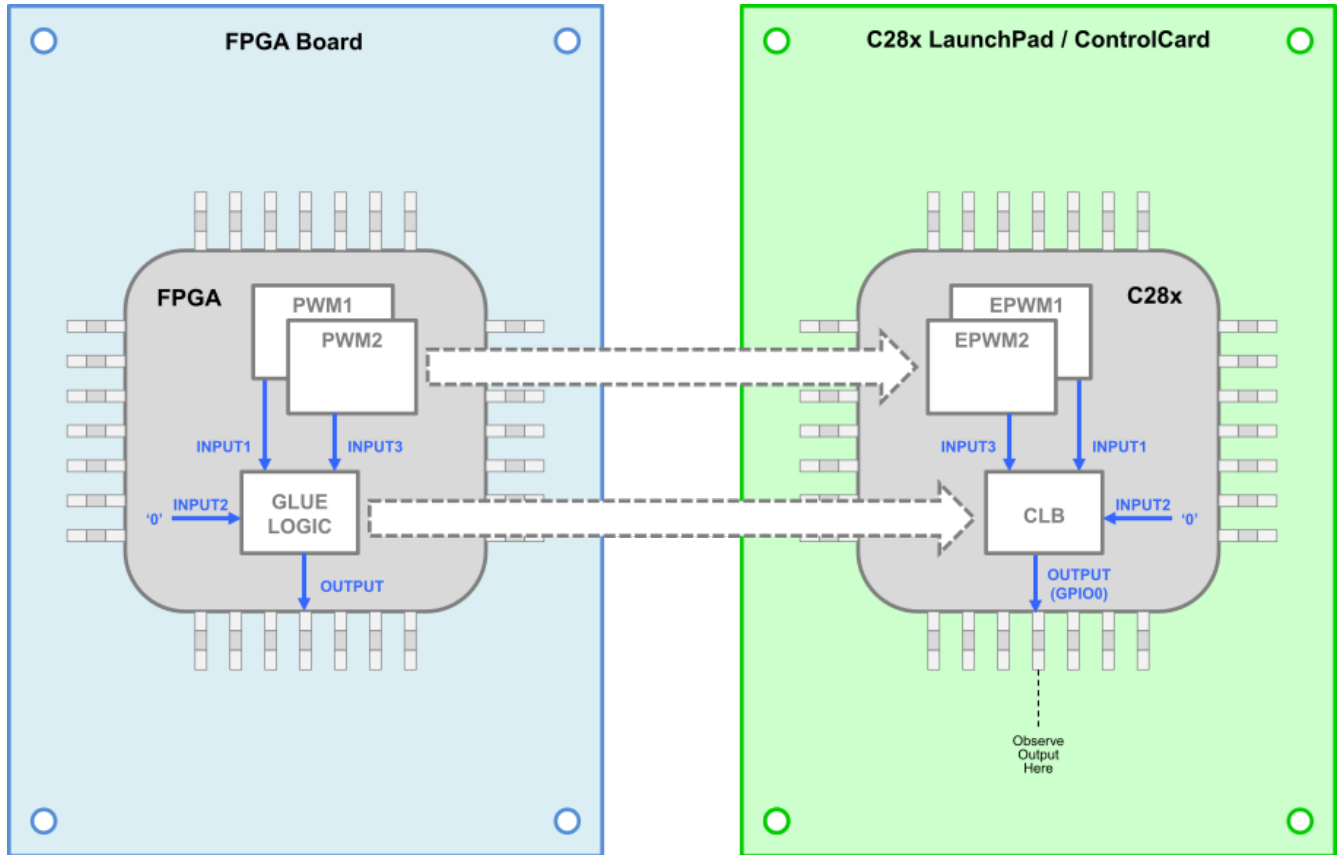 FPGA Board
FPGA
PWM1
PWM2
INPUT1
INPUT3
INPUT2
‘0’
GLUE
LOGIC
OUTPUT
C28x LaunchPad / ControlCard
C28x
EPWM1
EPWM2
INPUT3
INPUT1
CLB
INPUT2
‘0’
OUTPUT
(GPIO0)
Observe
Output
Here